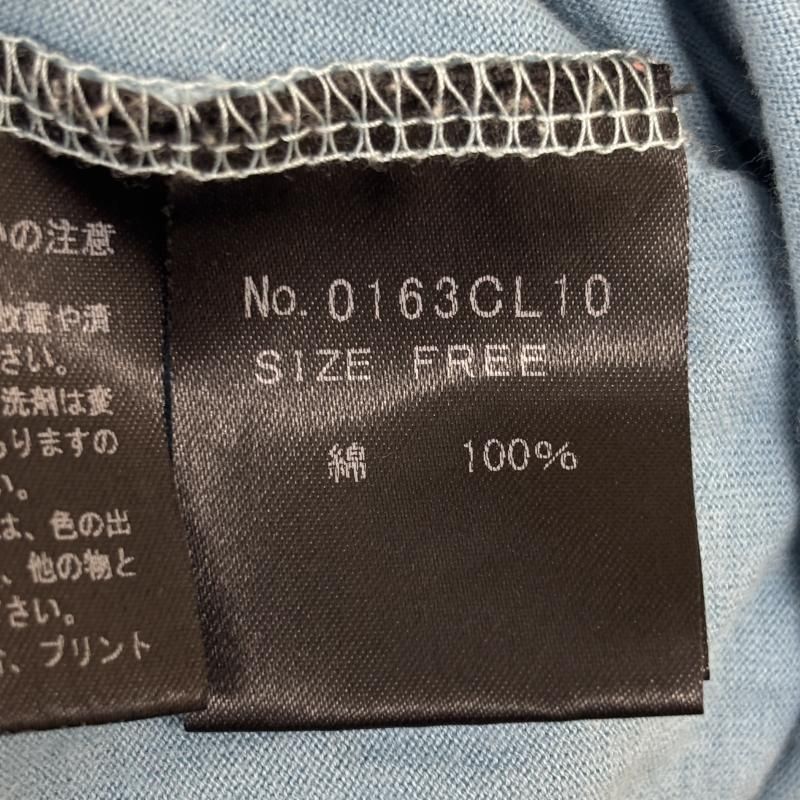 の注意
や済
さい。
洗剤は変
りますの
い。
は、色の出
、他の物と
さい。
、プリント
No. 0163CL10
SIZE FREE
綿 100%